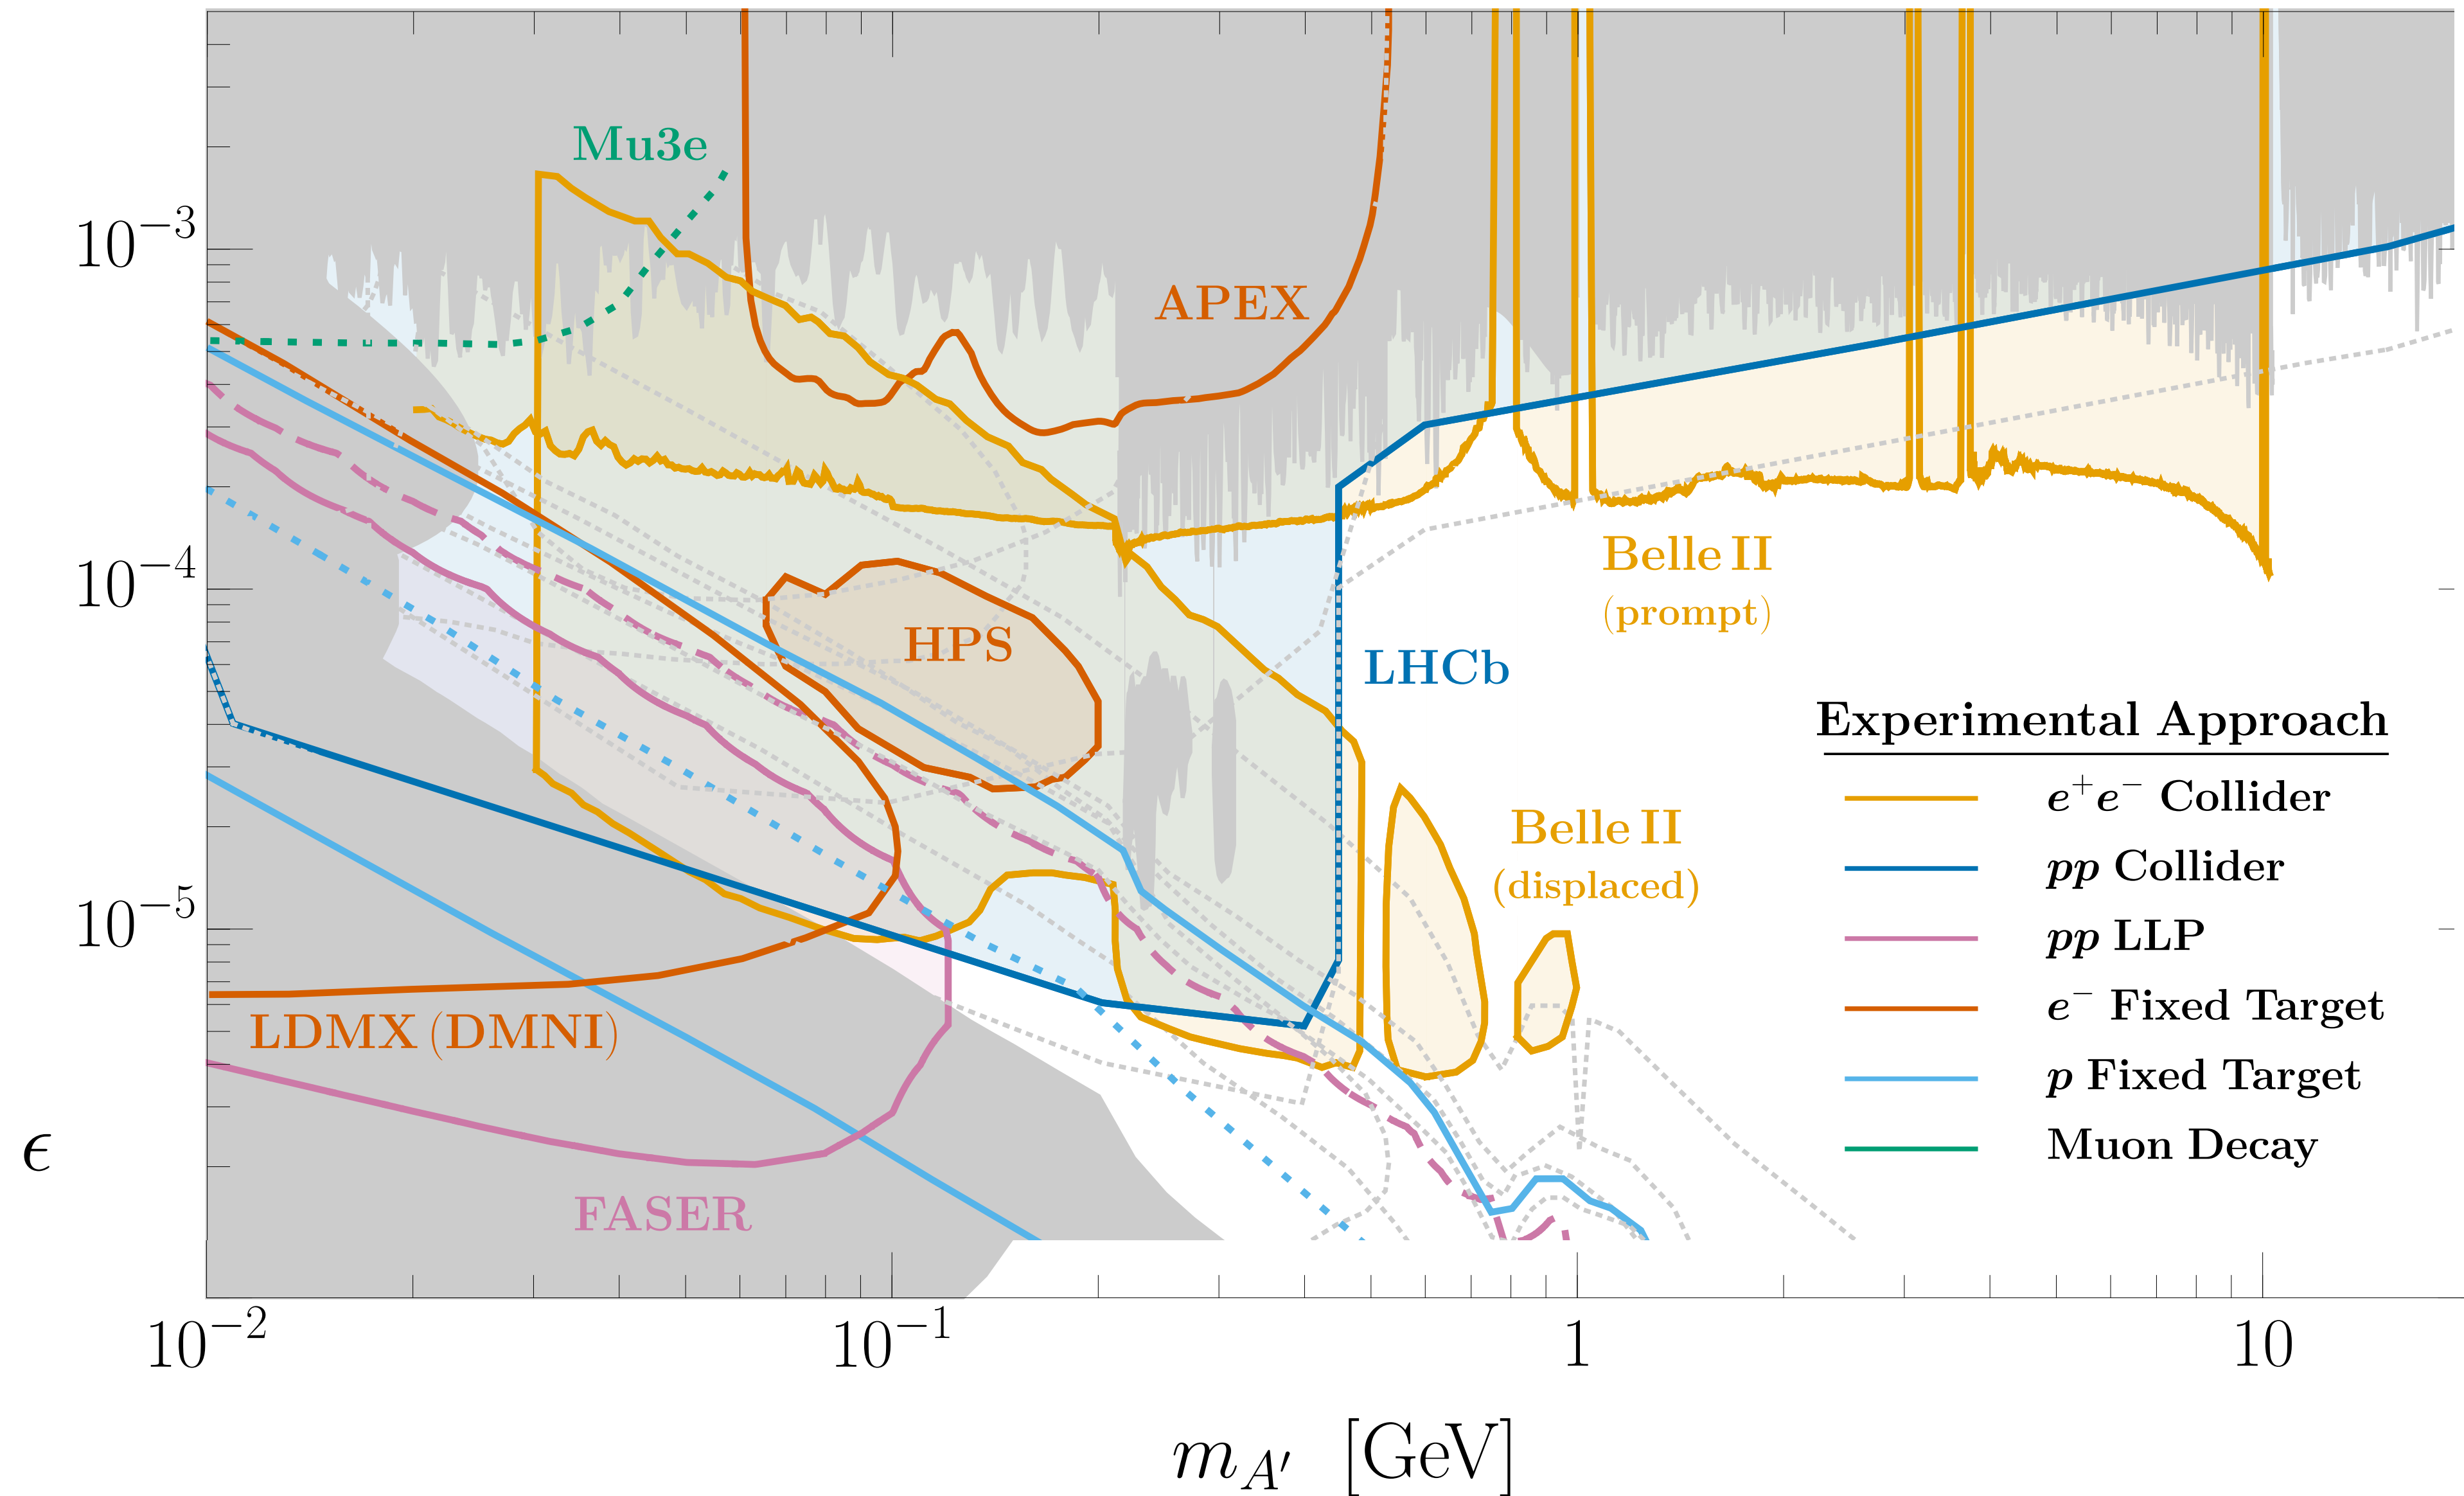 Mu3e
10⁻³
APEX
10⁻⁴
Belle II
(prompt)
HPS
LHCb
Experimental Approach
e⁺e⁻ Collider
pp Collider
pp LLP
e⁻ Fixed Target
p Fixed Target
Muon Decay
Belle II
(displaced)
10⁻⁵
LDMX (DMNI)
ϵ
FASER
10⁻² 10⁻¹ 1 10
m_A′ [GeV]